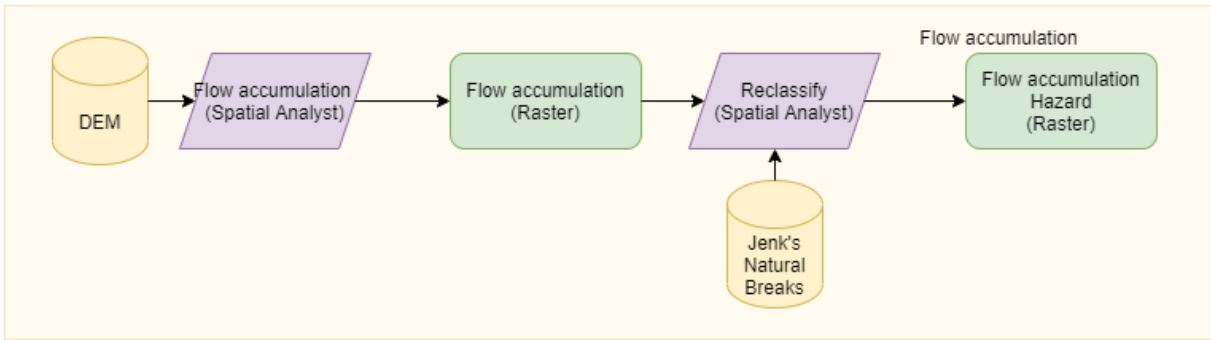 Flow accumulation
DEM
Flow accumulation
(Spatial Analyst)
Flow accumulation
(Raster)
Reclassify
(Spatial Analyst)
Flow accumulation
Hazard
(Raster)
Jenk's
Natural
Breaks